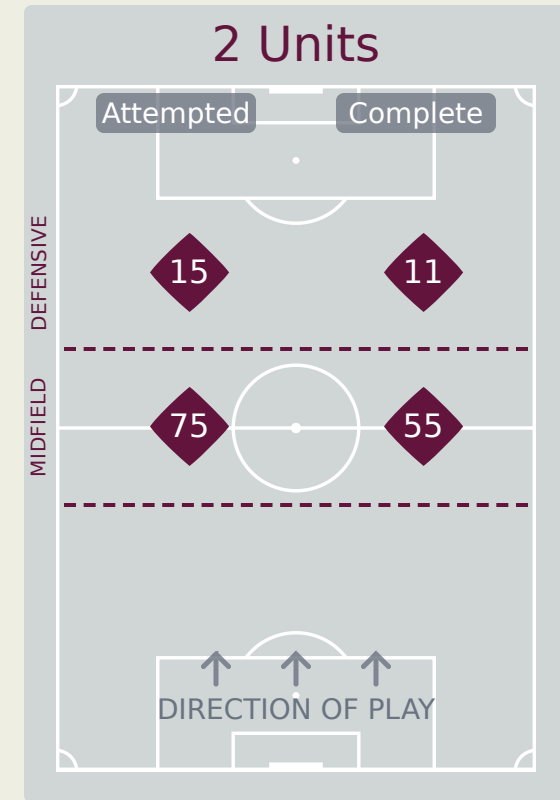 2 Units
Attempted Complete
DEFENSIVE
15 11
MIDFIELD
75 55
DIRECTION OF PLAY